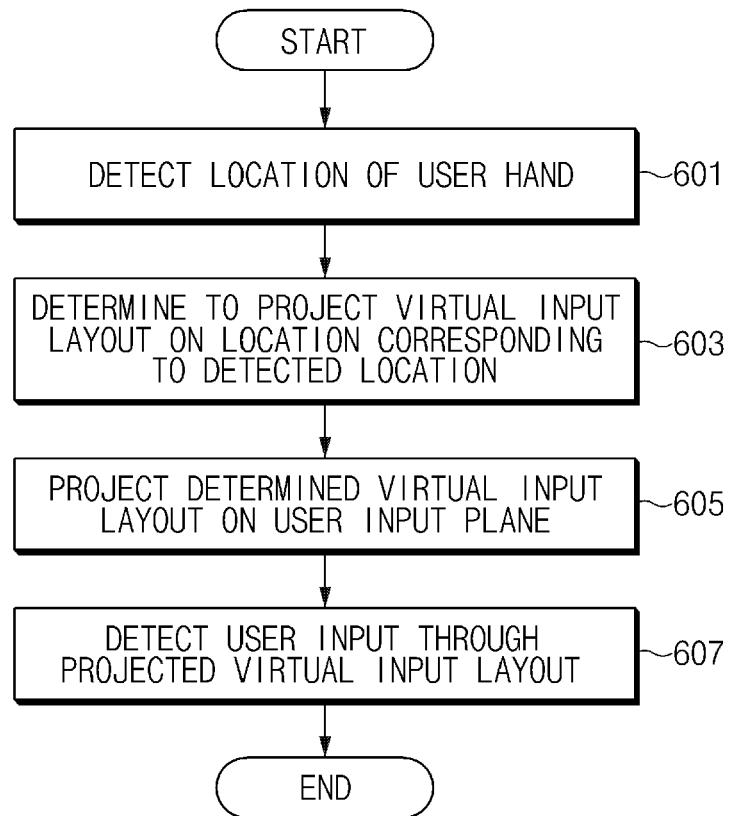 START
DETECT LOCATION OF USER HAND
601
DETERMINE TO PROJECT VIRTUAL INPUT
LAYOUT ON LOCATION CORRESPONDING
TO DETECTED LOCATION
603
PROJECT DETERMINED VIRTUAL INPUT
LAYOUT ON USER INPUT PLANE
605
DETECT USER INPUT THROUGH
PROJECTED VIRTUAL INPUT LAYOUT
607
END